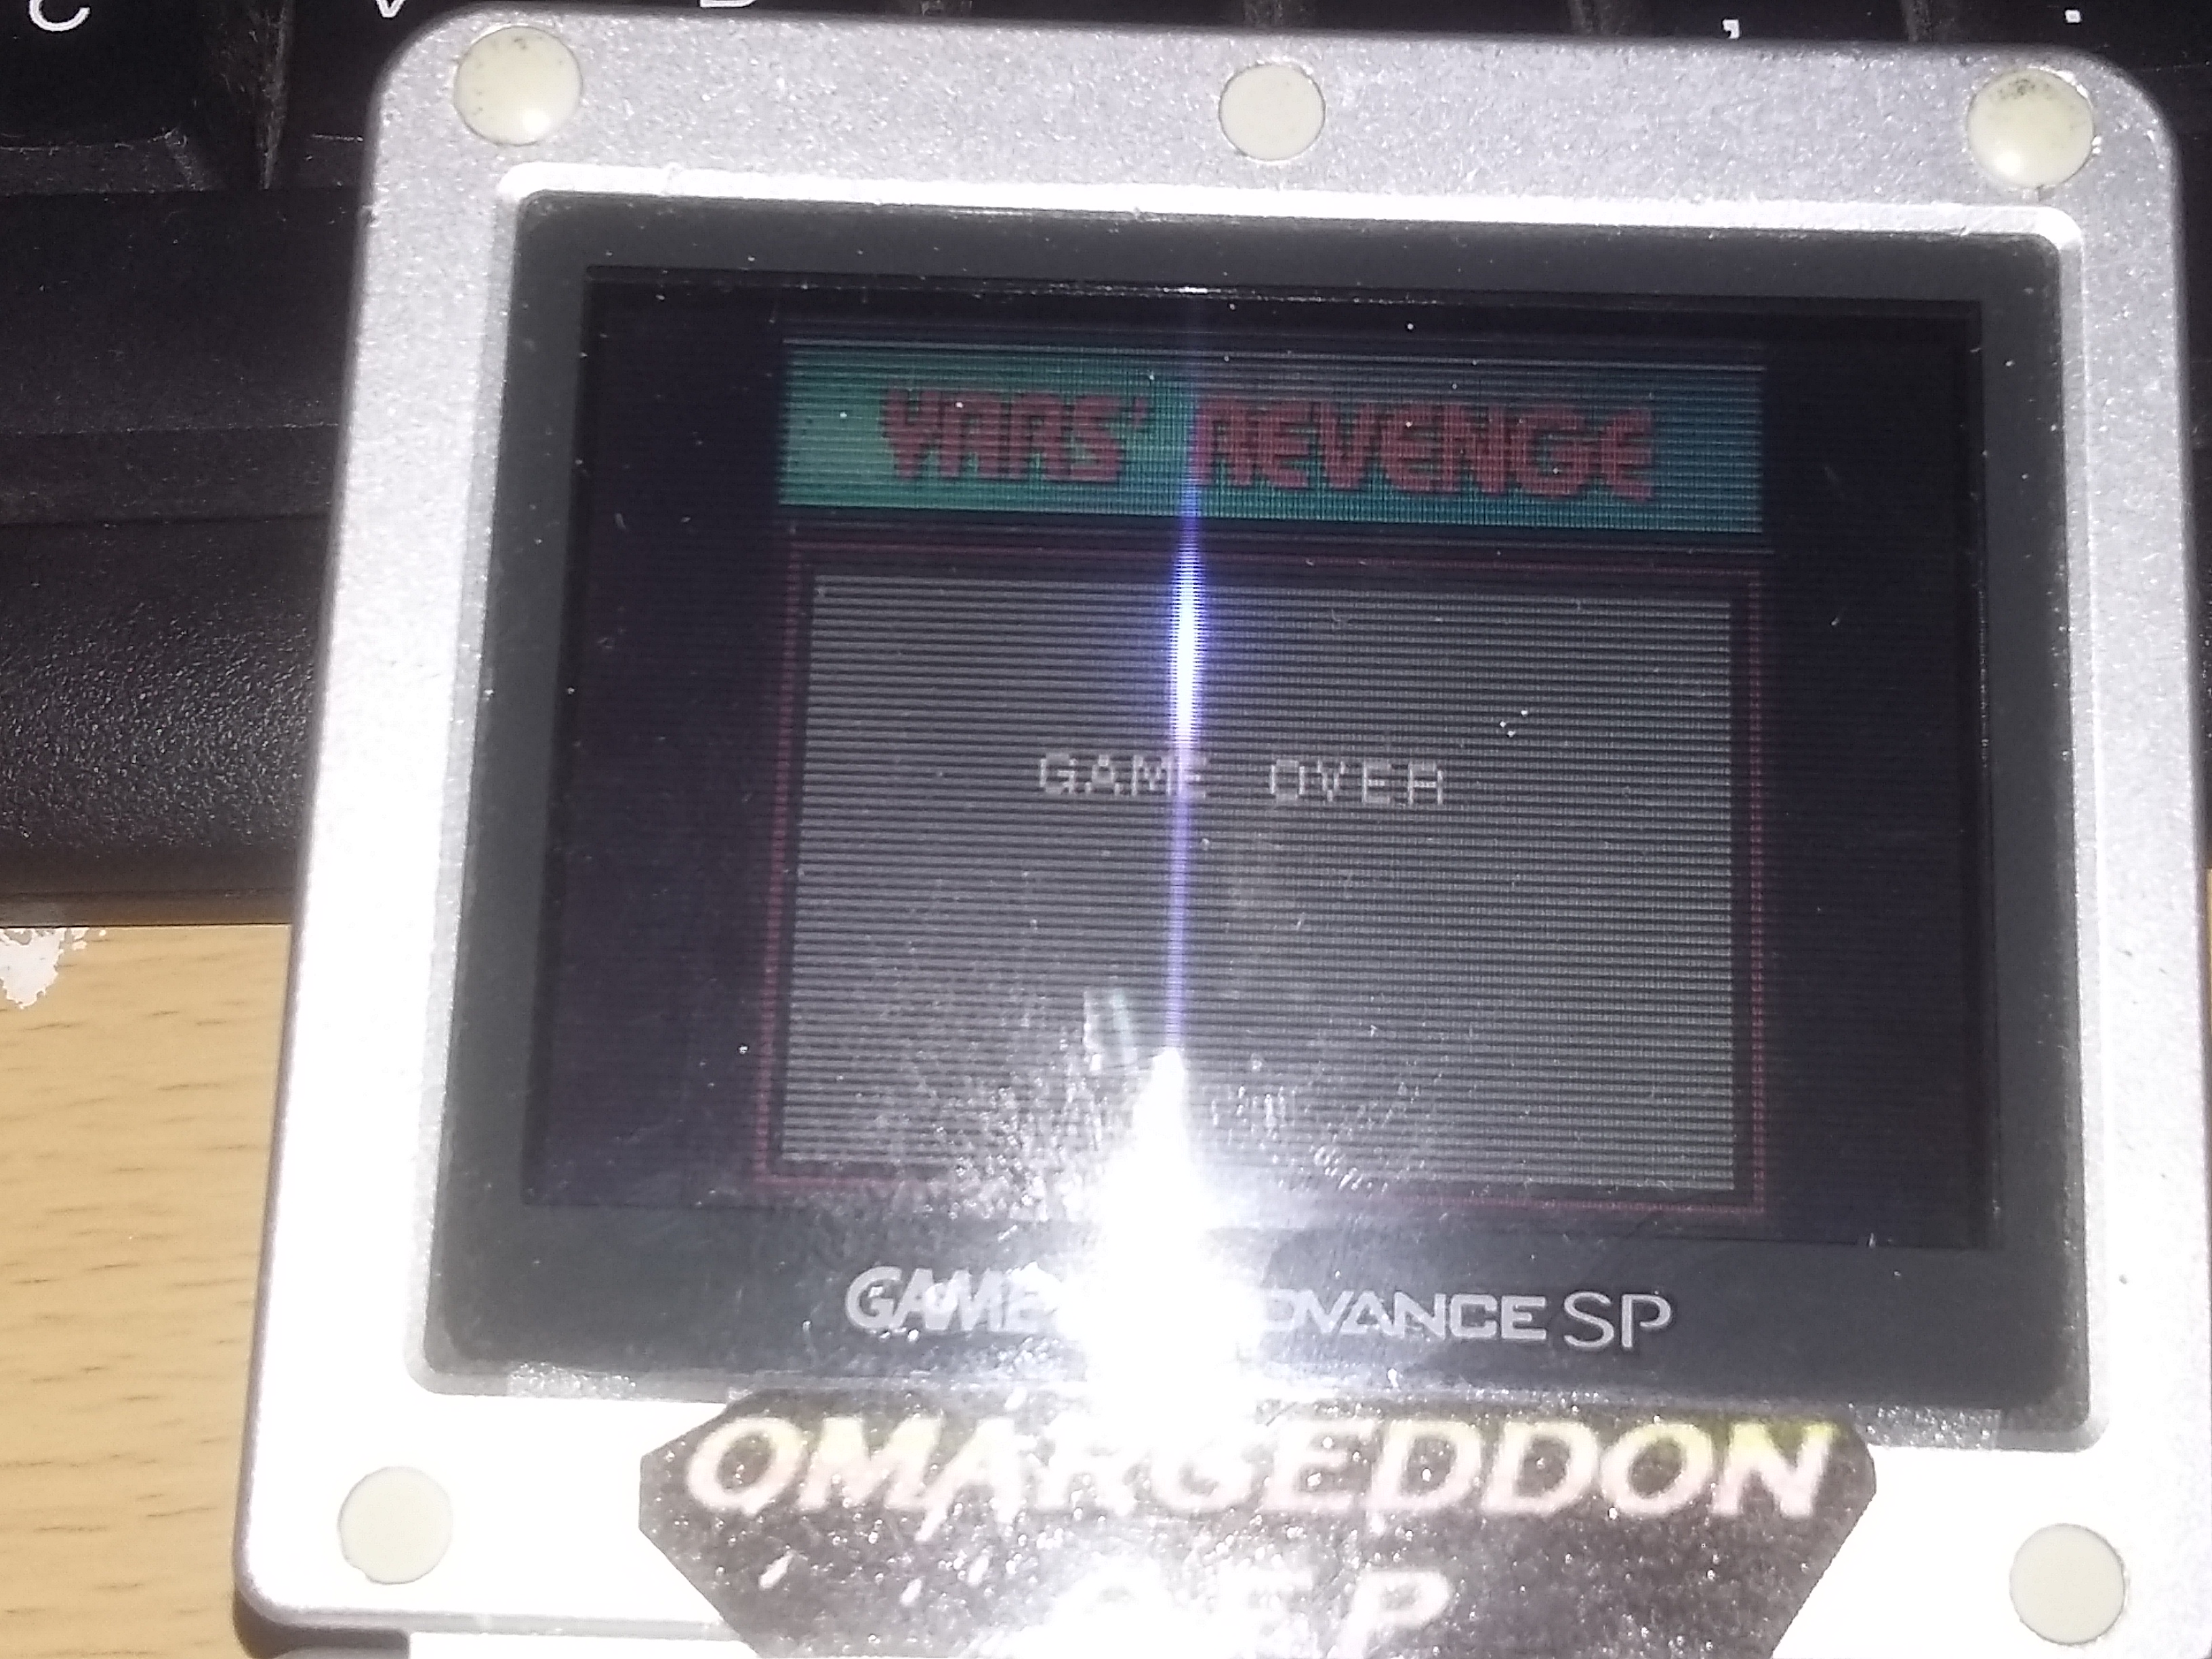 C V B , .
YARS' REVENGE
GAME OVER
GAME ADVANCE SP
OMARGEDDON